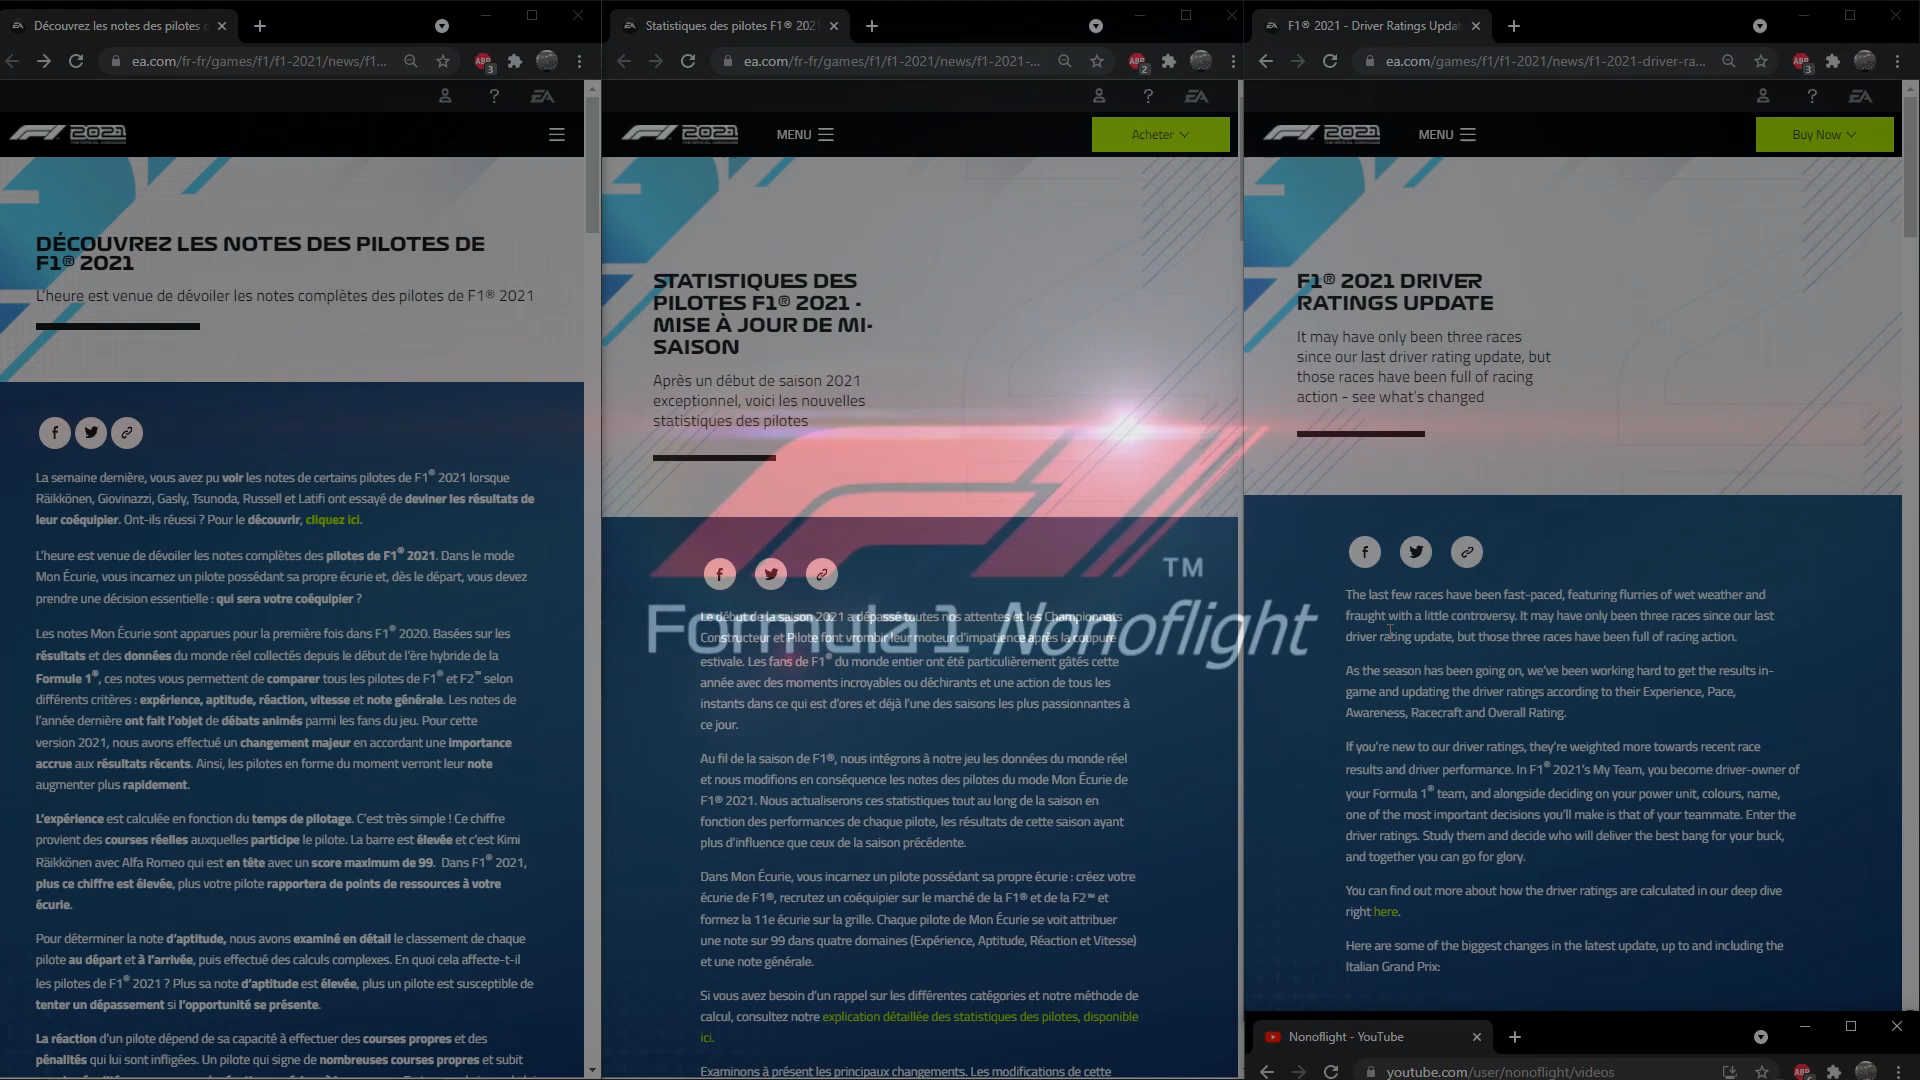 Découvrez les notes des pilotes
ea.com/fr-fr/games/f1/f1-2021/news/f1...
3
EA
F1 2021
DÉCOUVREZ LES NOTES DES PILOTES DE
F1® 2021
L'heure est venue de dévoiler les notes complètes des pilotes de F1® 2021
La semaine dernière, vous avez pu voir les notes de certains pilotes de F1® 2021 lorsque
Räikkönen, Giovinazzi, Gasly, Tsunoda, Russell et Latifi ont essayé de deviner les résultats de
leur coéquipier. Ont-ils réussi ? Pour le découvrir, cliquez ici.
L'heure est venue de dévoiler les notes complètes des pilotes de F1® 2021. Dans le mode
Mon Écurie, vous incarnez un pilote possédant sa propre écurie et, dès le départ, vous devez
prendre une décision essentielle : qui sera votre coéquipier ?
Les notes Mon Écurie sont apparues pour la première fois dans F1® 2020. Basées sur les
résultats et des données du monde réel collectés depuis le début de l'ère hybride de la
Formule 1®, ces notes vous permettent de comparer tous les pilotes de F1® et F2™ selon
différents critères : expérience, aptitude, réaction, vitesse et note générale. Les notes de
l'année dernière ont fait l'objet de débats animés parmi les fans du jeu. Pour cette
version 2021, nous avons effectué un changement majeur en accordant une importance
accrue aux résultats récents. Ainsi, les pilotes en forme du moment verront leur note
augmenter plus rapidement.
L'expérience est calculée en fonction du temps de pilotage. C'est très simple ! Ce chiffre
provient des courses réelles auxquelles participe le pilote. La barre est élevée et c'est Kimi
Räikkönen avec Alfa Romeo qui est en tête avec un score maximum de 99. Dans F1® 2021,
plus ce chiffre est élevée, plus votre pilote rapportera de points de ressources à votre
écurie.
Pour déterminer la note d'aptitude, nous avons examiné en détail le classement de chaque
pilote au départ et à l'arrivée, puis effectué des calculs complexes. En quoi cela affecte-t-il
les pilotes de F1® 2021 ? Plus sa note d'aptitude est élevée, plus un pilote est susceptible de
tenter un dépassement si l'opportunité se présente.
La réaction d'un pilote dépend de sa capacité à effectuer des courses propres et des
pénalités qui lui sont infligées. Un pilote qui signe de nombreuses courses propres et subit
Statistiques des pilotes F1® 2021
ea.com/fr-fr/games/f1/f1-2021/news/f1-2021-...
2
EA
F1 2021
MENU
Acheter
STATISTIQUES DES
PILOTES F1® 2021 -
MISE À JOUR DE MI-
SAISON
Après un début de saison 2021
exceptionnel, voici les nouvelles
statistiques des pilotes
Le début de la saison 2021 a dépassé toutes nos attentes et les Championnats
Constructeur et Pilote font vrombir leur moteur d'impatience après la coupure
estivale. Les fans de F1® du monde entier ont été particulièrement gâtés cette
année avec des moments incroyables ou déchirants et une action de tous les
instants dans ce qui est d'ores et déjà l'une des saisons les plus passionnantes à
ce jour.
Au fil de la saison de F1®, nous intégrons à notre jeu les données du monde réel
et nous modifions en conséquence les notes des pilotes du mode Mon Écurie de
F1® 2021. Nous actualiserons ces statistiques tout au long de la saison en
fonction des performances de chaque pilote, les résultats de cette saison ayant
plus d'influence que ceux de la saison précédente.
Dans Mon Écurie, vous incarnez un pilote possédant sa propre écurie : créez votre
écurie de F1®, recrutez un coéquipier sur le marché de la F1® et de la F2™ et
formez la 11e écurie sur la grille. Chaque pilote de Mon Écurie se voit attribuer
une note sur 99 dans quatre domaines (Expérience, Aptitude, Réaction et Vitesse)
et une note générale.
Si vous avez besoin d'un rappel sur les différentes catégories et notre méthode de
calcul, consultez notre explication détaillée des statistiques des pilotes, disponible
ici.
Examinons à présent les principaux changements. Les modifications de cette
TM
Formula 1 Nonoflight
F1® 2021 - Driver Ratings Updat
ea.com/games/f1/f1-2021/news/f1-2021-driver-ra...
3
EA
F1 2021
MENU
Buy Now
F1® 2021 DRIVER
RATINGS UPDATE
It may have only been three races
since our last driver rating update, but
those races have been full of racing
action - see what's changed
The last few races have been fast-paced, featuring flurries of wet weather and
fraught with a little controversy. It may have only been three races since our last
driver racing update, but those three races have been full of racing action.
As the season has been going on, we've been working hard to get the results in-
game and updating the driver ratings according to their Experience, Pace,
Awareness, Racecraft and Overall Rating.
If you're new to our driver ratings, they're weighted more towards recent race
results and driver performance. In F1® 2021's My Team, you become driver-owner of
your Formula 1® team, and alongside deciding on your power unit, colours, name,
one of the most important decisions you'll make is that of your teammate. Enter the
driver ratings. Study them and decide who will deliver the best bang for your buck,
and together you can go for glory.
You can find out more about how the driver ratings are calculated in our deep dive
right here.
Here are some of the biggest changes in the latest update, up to and including the
Italian Grand Prix:
Nonoflight - YouTube
youtube.com/user/nonoflight/videos